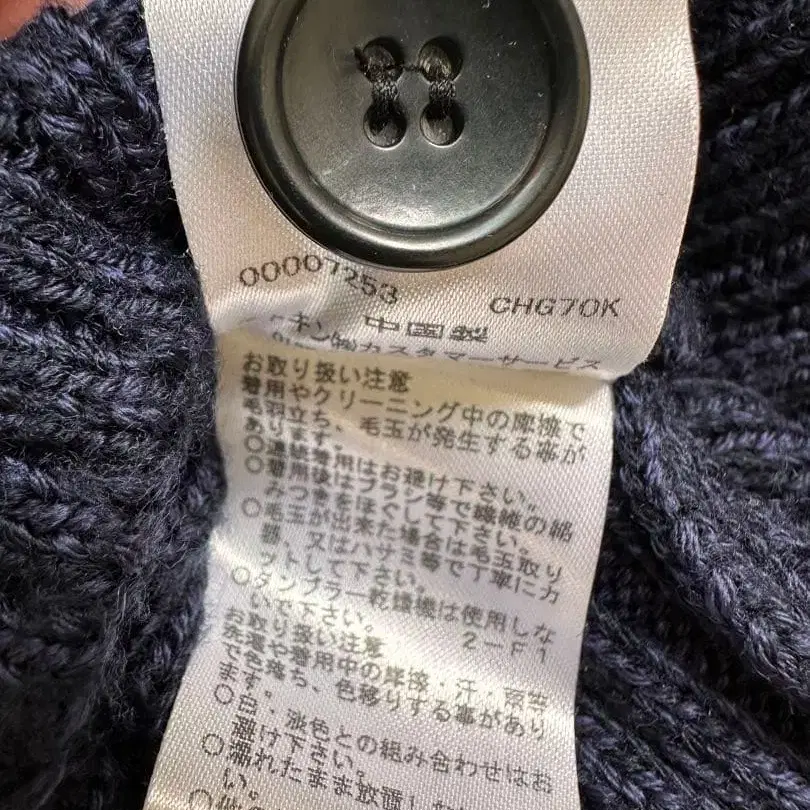 00007253 CHG70K
中国製
㈱カスタマーサービス
お取り扱い注意
着用やクリーニング中の摩擦で
毛羽立ち、毛玉が発生する事が
あります。
○連続着用はお避け下さい。
○着用後はブラシ等で繊維の絡
みつきをほぐして下さい。
○毛玉が出来た場合は毛玉取り
器、又はハサミ等で丁寧にカ
ットして下さい。
○タンブラー乾燥機は使用しな
いで下さい。 2-F1
お取り扱い注意
洗濯や着用中の摩擦・汗・雨等
で色落ち、色移りする事があり
ます。
○白・淡色との組み合わせはお
避け下さい。
○濡れたまま放置し
い。
○他の